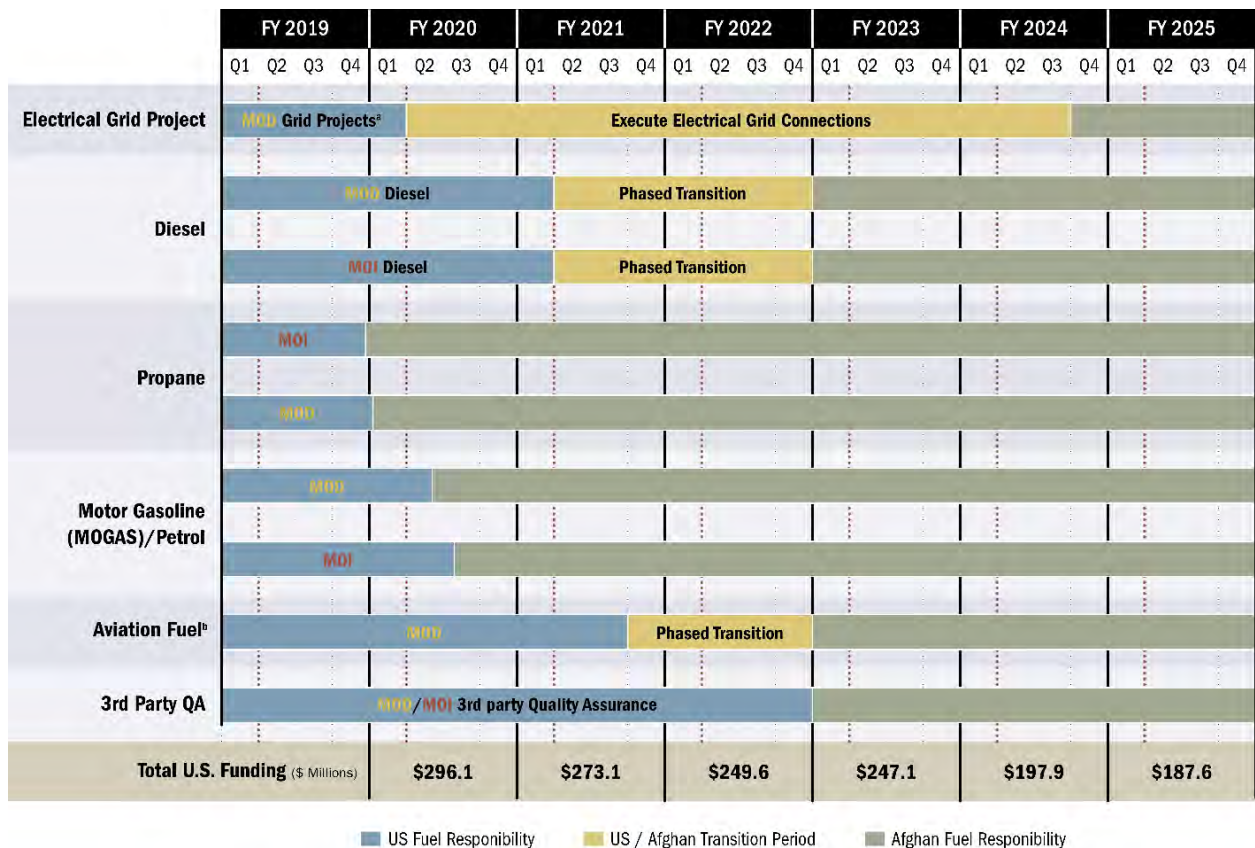 FY 2019 FY 2020 FY 2021 FY 2022 FY 2023 FY 2024 FY 2025
Q1 Q2 Q3 Q4 Q1 Q2 Q3 Q4 Q1 Q2 Q3 Q4 Q1 Q2 Q3 Q4 Q1 Q2 Q3 Q4 Q1 Q2 Q3 Q4 Q1 Q2 Q3 Q4
Electrical Grid Project MOD Grid Projectsª Execute Electrical Grid Connections
MOD Diesel Phased Transition
Diesel
MOI Diesel Phased Transition
MOI
Propane
MOD
MOD
Motor Gasoline
(MOGAS)/Petrol
MOI
Aviation Fuelᵇ MOD Phased Transition
3rd Party QA MOD/MOI 3rd party Quality Assurance
Total U.S. Funding ($ Millions) $296.1 $273.1 $249.6 $247.1 $197.9 $187.6
US Fuel Responibility US / Afghan Transition Period Afghan Fuel Responibility